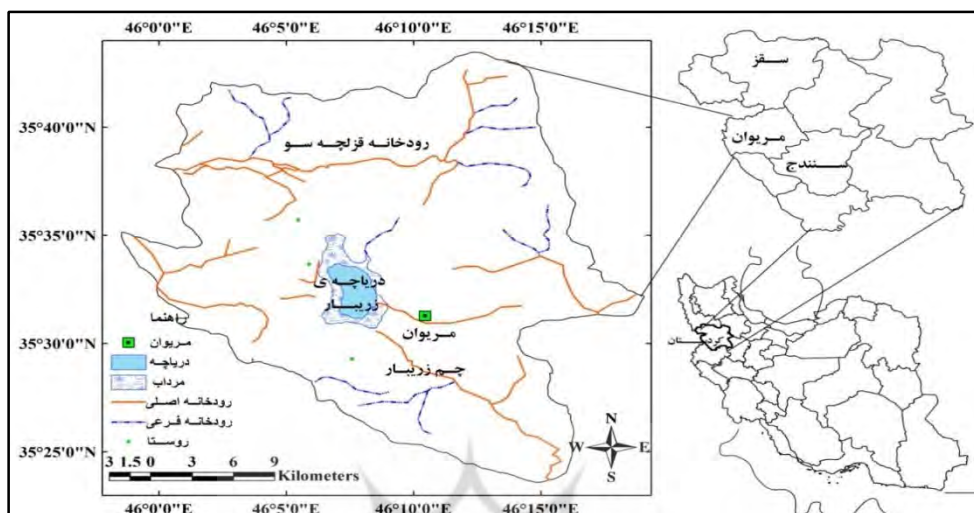 46°0'0"E 46°5'0"E 46°10'0"E 46°15'0"E
35°40'0"N
35°35'0"N
35°30'0"N
35°25'0"N
رودخانه قزلچه سو
دریاچه ی
زریبار
مریوان
چم زریبار
راهنما
مریوان
دریاچه
مرداب
رودخانه اصلی
رودخانه فرعی
روستا
3 1.5 0 3 6 9
Kilometers
N
W E
S
46°0'0"E 46°5'0"E 46°10'0"E 46°15'0"E
سقز
مریوان
سنندج
کردستان